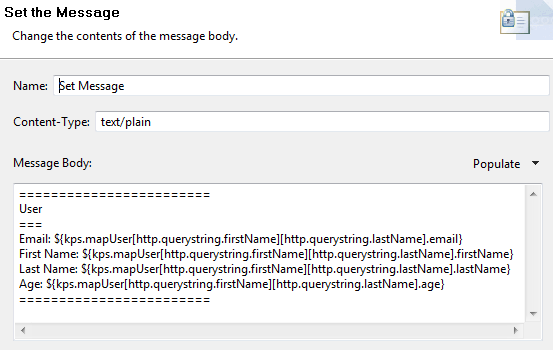 Set the Message
Change the contents of the message body.
Name: Set Message
Content-Type: text/plain
Message Body: Populate
========================
User
===
Email: ${kps.mapUser[http.querystring.firstName][http.querystring.lastName].email}
First Name: ${kps.mapUser[http.querystring.firstName][http.querystring.lastName].firstName}
Last Name: ${kps.mapUser[http.querystring.firstName][http.querystring.lastName].lastName}
Age: ${kps.mapUser[http.querystring.firstName][http.querystring.lastName].age}
========================